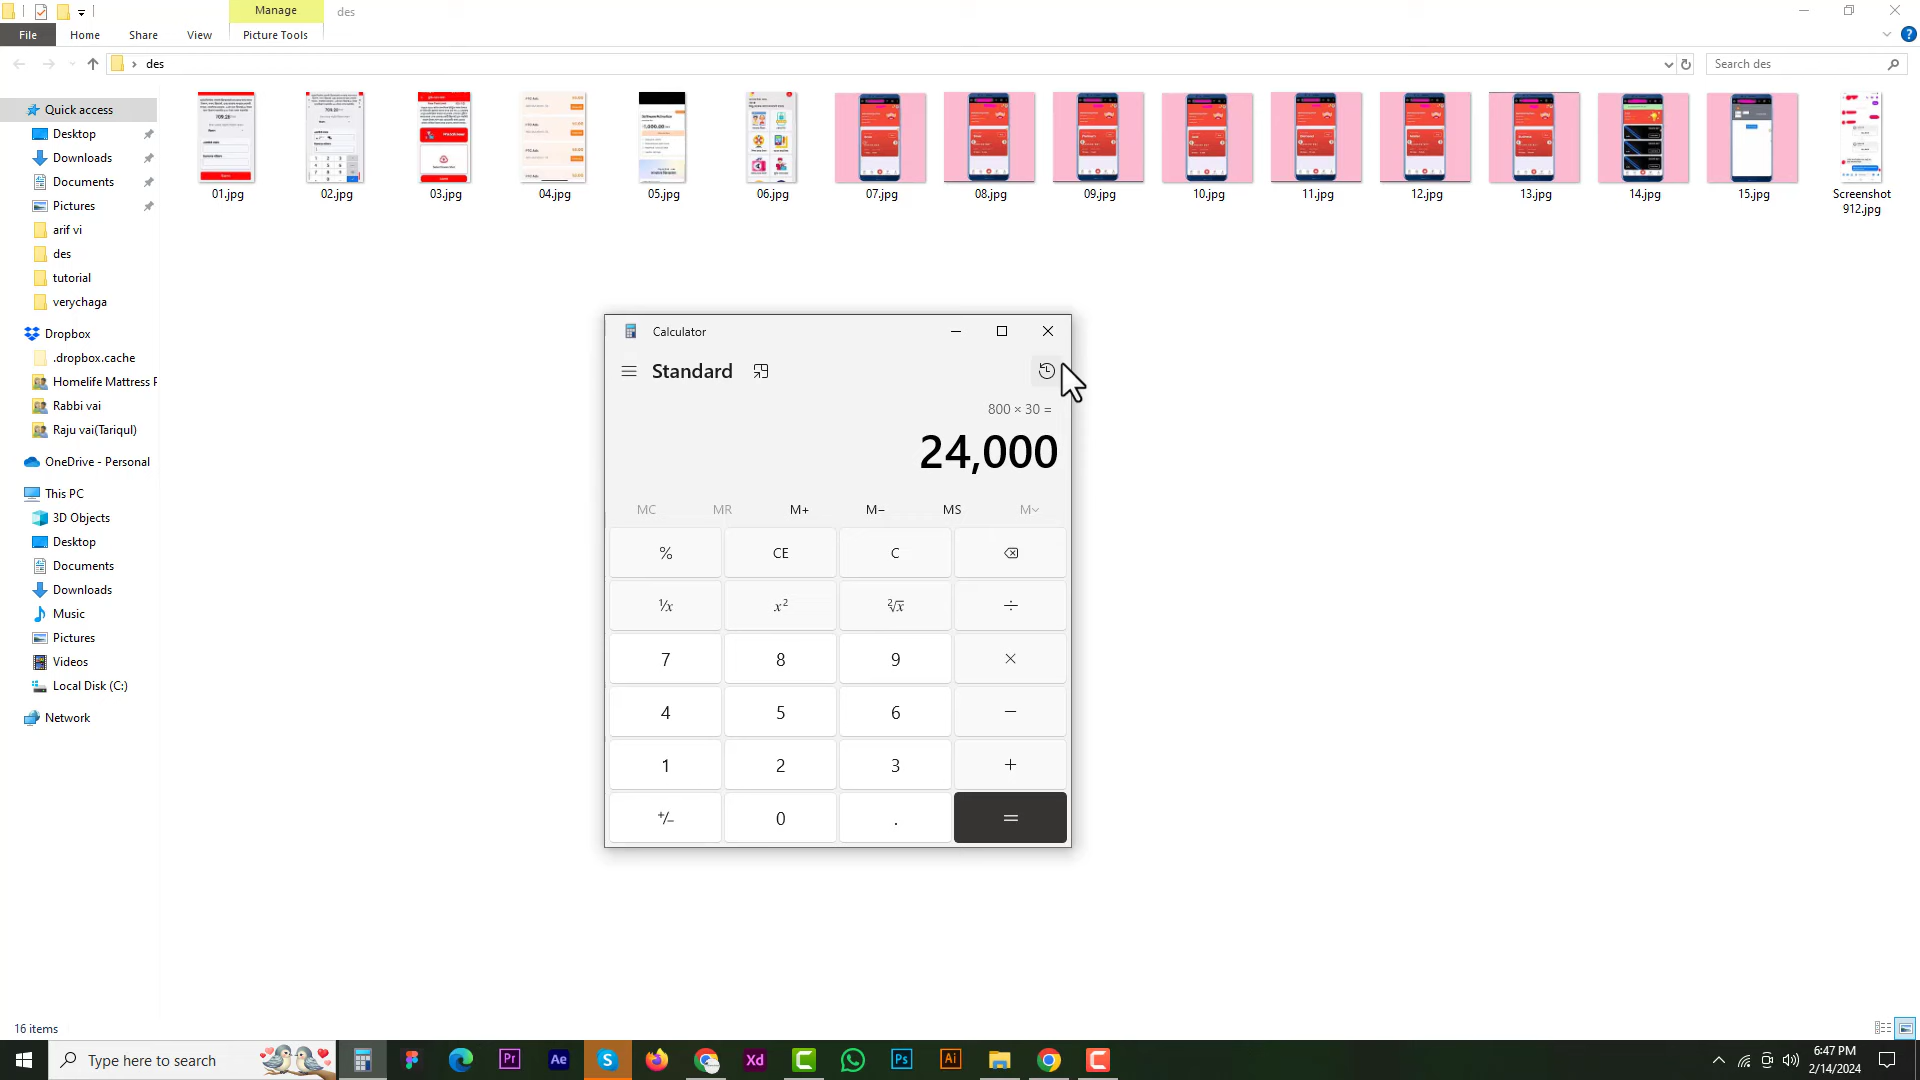 Manage
des
File
Home
Share
View
Picture Tools
des
Search des
Quick access
Desktop
Downloads
Documents
Pictures
arif vi
des
tutorial
verychaga
Dropbox
.dropbox.cache
Homelife Mattress P
Rabbi vai
Raju vai(Tariqul)
OneDrive - Personal
This PC
3D Objects
Desktop
Documents
Downloads
Music
Pictures
Videos
Local Disk (C:)
Network
01.jpg
02.jpg
03.jpg
04.jpg
05.jpg
06.jpg
07.jpg
08.jpg
09.jpg
10.jpg
11.jpg
12.jpg
13.jpg
14.jpg
15.jpg
Screenshot
912.jpg
Calculator
Standard
800 × 30 =
24,000
MC
MR
M+
M−
MS
M
%
CE
C
⅟x
x²
²√x
÷
7
8
9
×
4
5
6
−
1
2
3
+
+/−
0
.
=
16 items
Type here to search
Pr
Ae
S
Xd
Ps
Ai
6:47 PM
2/14/2024